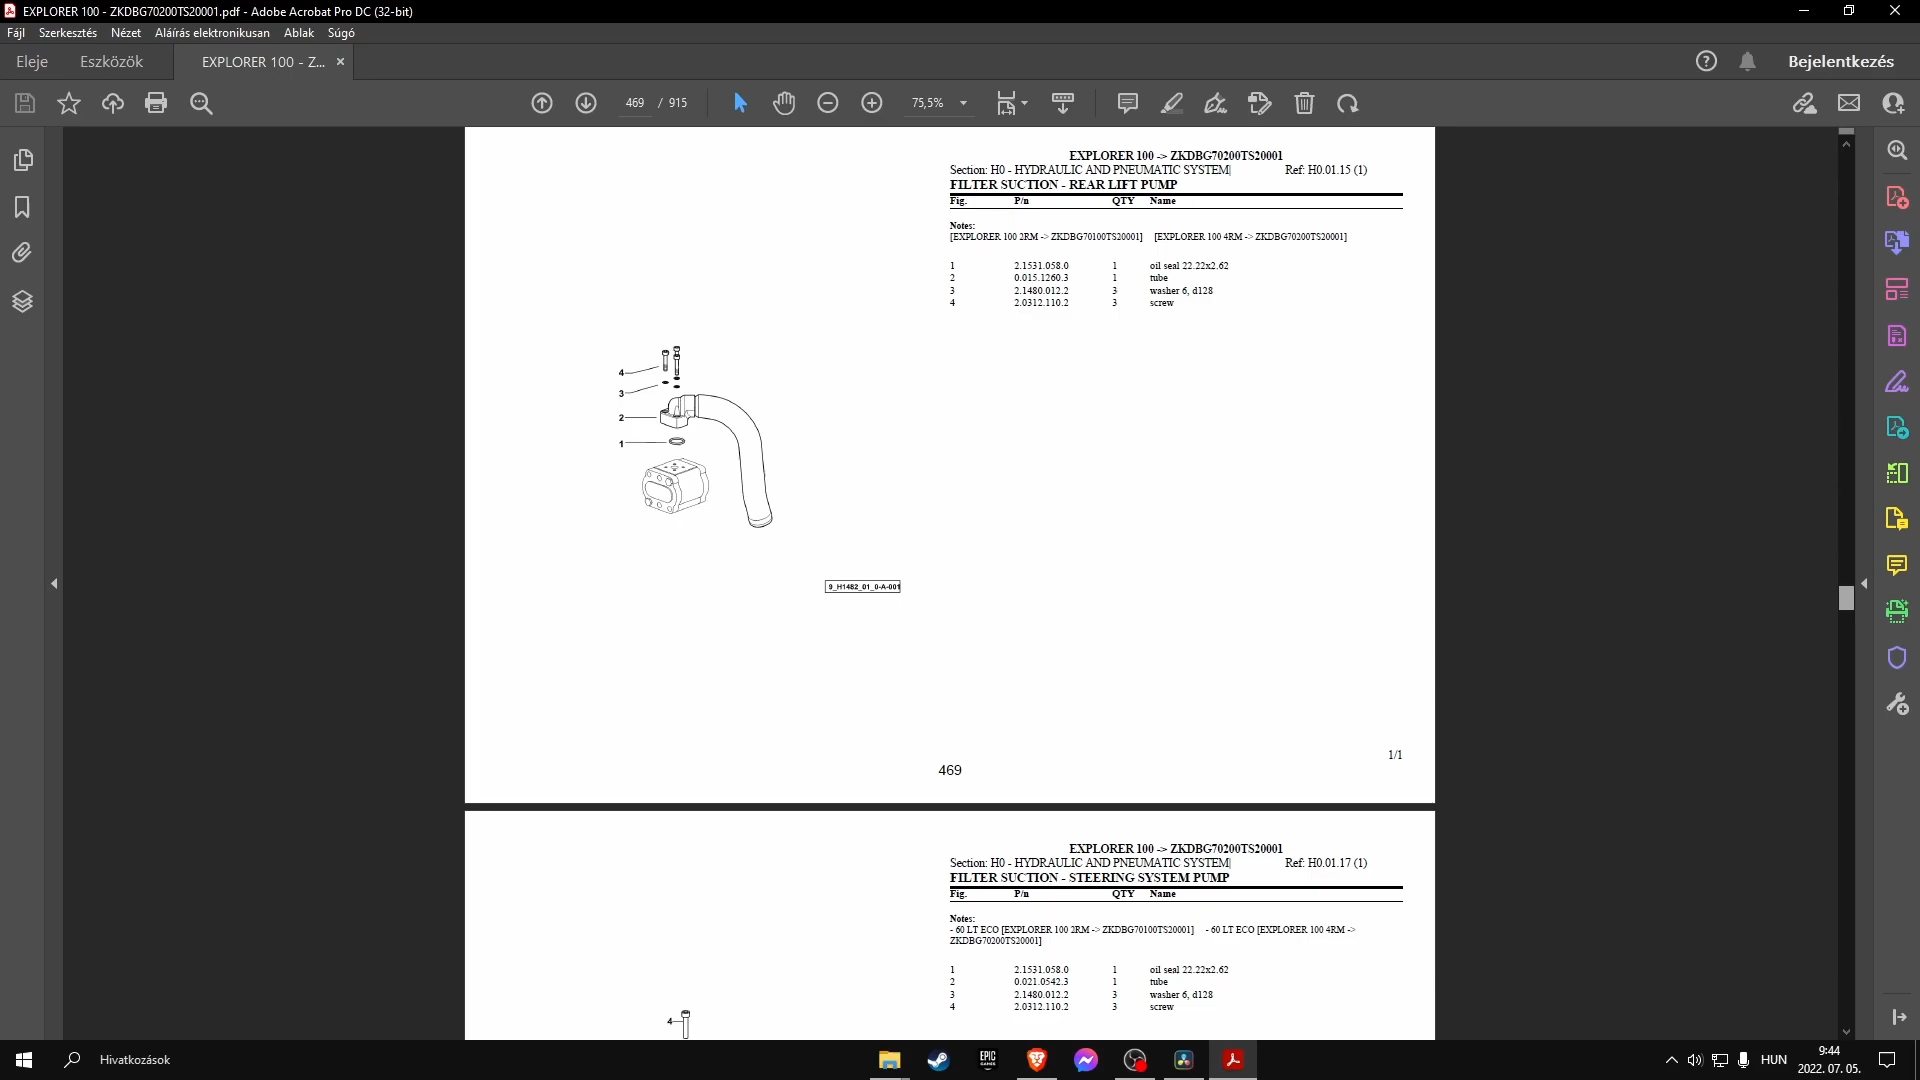 EXPLORER 100 - ZKDBG70200TS20001.pdf - Adobe Acrobat Pro DC (32-bit)
Fájl Szerkesztés Nézet Aláírás elektronikusan Ablak Súgó
Eleje Eszközök EXPLORER 100 - Z... × Bejelentkezés
469 / 915 75,5%
EXPLORER 100 -> ZKDBG70200TS20001
Section: H0 - HYDRAULIC AND PNEUMATIC SYSTEM| Ref: H0.01.15 (1)
FILTER SUCTION - REAR LIFT PUMP
Fig. P/n QTY Name
Notes:
[EXPLORER 100 2RM -> ZKDBG70100TS20001] [EXPLORER 100 4RM -> ZKDBG70200TS20001]
1 2.1531.058.0 1 oil seal 22.22x2.62
2 0.015.1260.3 1 tube
3 2.1480.012.2 3 washer 6, d128
4 2.0312.110.2 3 screw
4
3
2
1
9_H1482_01_0-A-001
1/1
469
EXPLORER 100 -> ZKDBG70200TS20001
Section: H0 - HYDRAULIC AND PNEUMATIC SYSTEM| Ref: H0.01.17 (1)
FILTER SUCTION - STEERING SYSTEM PUMP
Fig. P/n QTY Name
Notes:
- 60 LT ECO [EXPLORER 100 2RM -> ZKDBG70100TS20001] - 60 LT ECO [EXPLORER 100 4RM ->
ZKDBG70200TS20001]
1 2.1531.058.0 1 oil seal 22.22x2.62
2 0.021.0542.3 1 tube
3 2.1480.012.2 3 washer 6, d128
4 2.0312.110.2 3 screw
4
Hivatkozások EPIC GAMES HUN 9:44
2022. 07. 05.